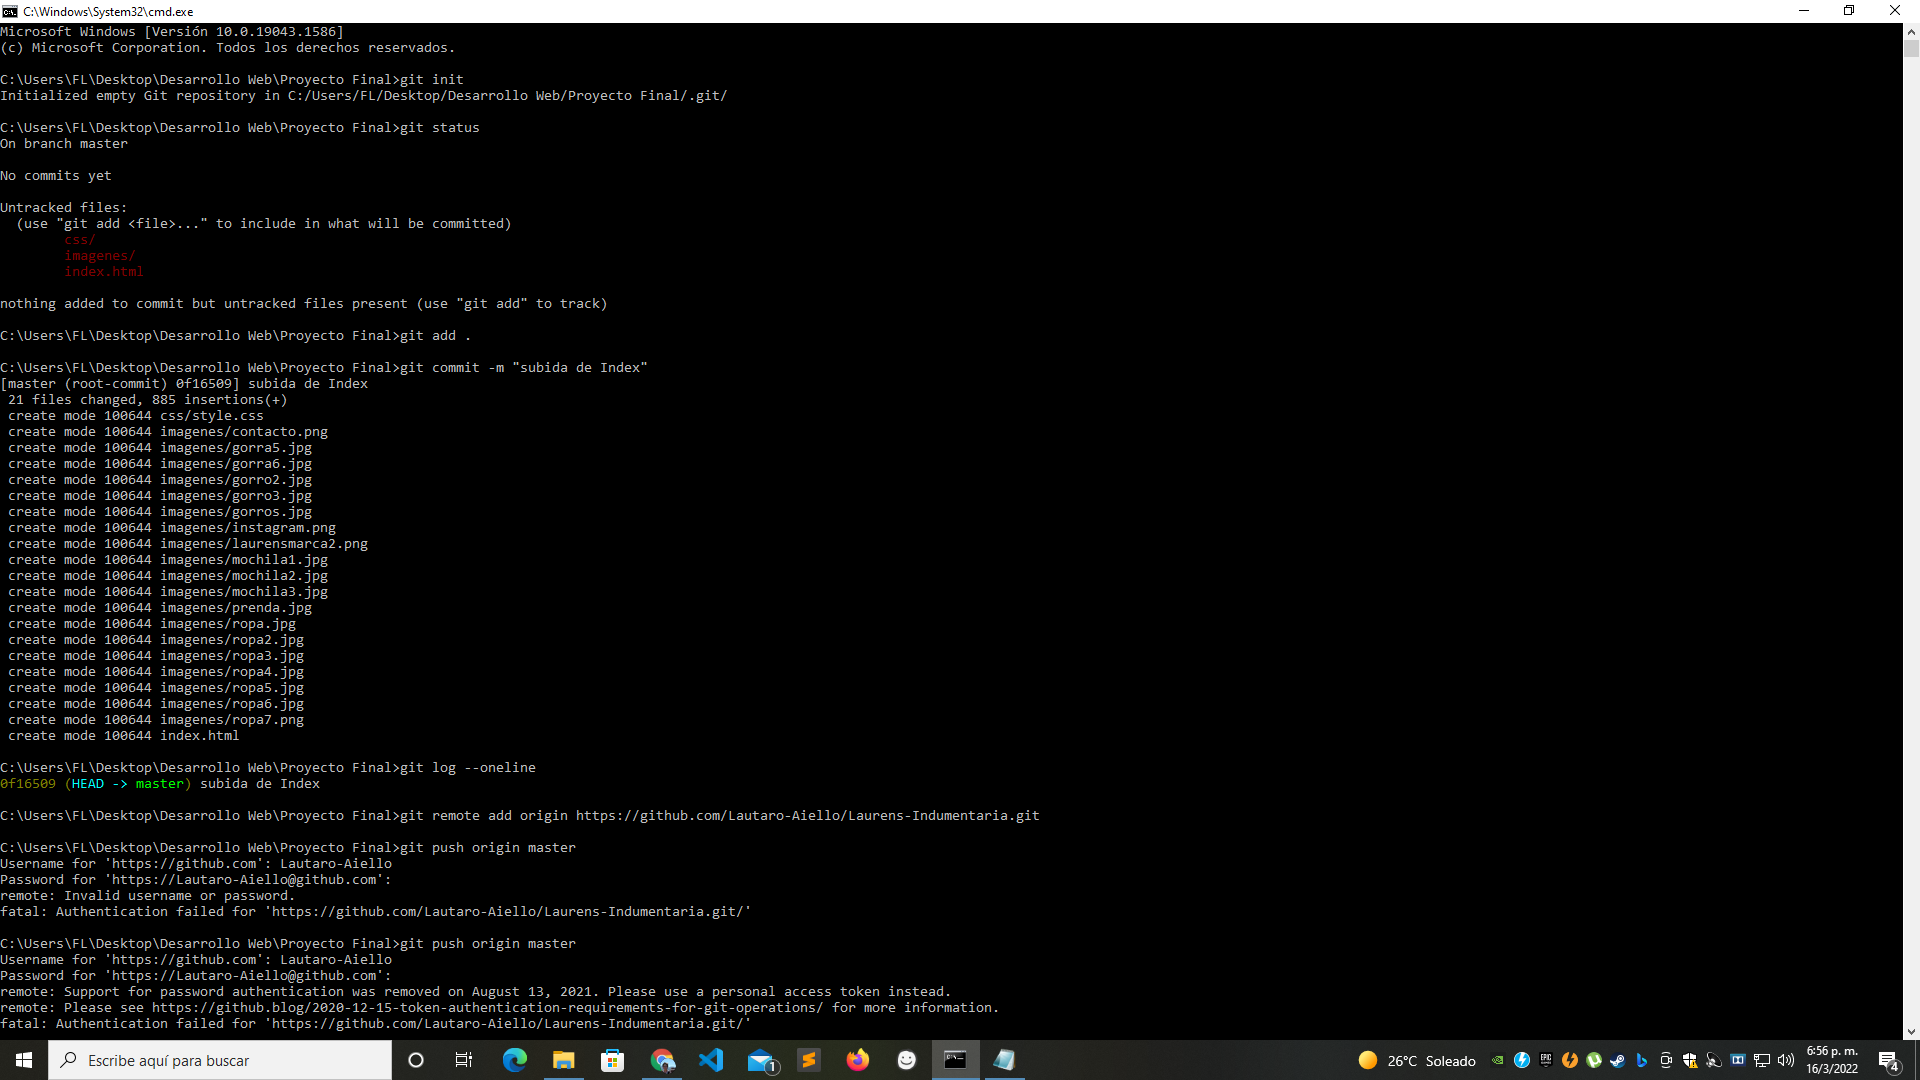 C:\Windows\System32\cmd.exe
Microsoft Windows [Versión 10.0.19043.1586]
(c) Microsoft Corporation. Todos los derechos reservados.
C:\Users\FL\Desktop\Desarrollo Web\Proyecto Final>git init
Initialized empty Git repository in C:/Users/FL/Desktop/Desarrollo Web/Proyecto Final/.git/
C:\Users\FL\Desktop\Desarrollo Web\Proyecto Final>git status
On branch master
No commits yet
Untracked files:
  (use "git add <file>..." to include in what will be committed)
        css/
        imagenes/
        index.html
nothing added to commit but untracked files present (use "git add" to track)
C:\Users\FL\Desktop\Desarrollo Web\Proyecto Final>git add .
C:\Users\FL\Desktop\Desarrollo Web\Proyecto Final>git commit -m "subida de Index"
[master (root-commit) 0f16509] subida de Index
 21 files changed, 885 insertions(+)
 create mode 100644 css/style.css
 create mode 100644 imagenes/contacto.png
 create mode 100644 imagenes/gorra5.jpg
 create mode 100644 imagenes/gorra6.jpg
 create mode 100644 imagenes/gorro2.jpg
 create mode 100644 imagenes/gorro3.jpg
 create mode 100644 imagenes/gorros.jpg
 create mode 100644 imagenes/instagram.png
 create mode 100644 imagenes/laurensmarca2.png
 create mode 100644 imagenes/mochila1.jpg
 create mode 100644 imagenes/mochila2.jpg
 create mode 100644 imagenes/mochila3.jpg
 create mode 100644 imagenes/prenda.jpg
 create mode 100644 imagenes/ropa.jpg
 create mode 100644 imagenes/ropa2.jpg
 create mode 100644 imagenes/ropa3.jpg
 create mode 100644 imagenes/ropa4.jpg
 create mode 100644 imagenes/ropa5.jpg
 create mode 100644 imagenes/ropa6.jpg
 create mode 100644 imagenes/ropa7.png
 create mode 100644 index.html
C:\Users\FL\Desktop\Desarrollo Web\Proyecto Final>git log --oneline
0f16509 (HEAD -> master) subida de Index
C:\Users\FL\Desktop\Desarrollo Web\Proyecto Final>git remote add origin https://github.com/Lautaro-Aiello/Laurens-Indumentaria.git
C:\Users\FL\Desktop\Desarrollo Web\Proyecto Final>git push origin master
Username for 'https://github.com': Lautaro-Aiello
Password for 'https://Lautaro-Aiello@github.com':
remote: Invalid username or password.
fatal: Authentication failed for 'https://github.com/Lautaro-Aiello/Laurens-Indumentaria.git/'
C:\Users\FL\Desktop\Desarrollo Web\Proyecto Final>git push origin master
Username for 'https://github.com': Lautaro-Aiello
Password for 'https://Lautaro-Aiello@github.com':
remote: Support for password authentication was removed on August 13, 2021. Please use a personal access token instead.
remote: Please see https://github.blog/2020-12-15-token-authentication-requirements-for-git-operations/ for more information.
fatal: Authentication failed for 'https://github.com/Lautaro-Aiello/Laurens-Indumentaria.git/'
Escribe aquí para buscar
1
26°C Soleado
EPIC
6:56 p. m.
16/3/2022
4